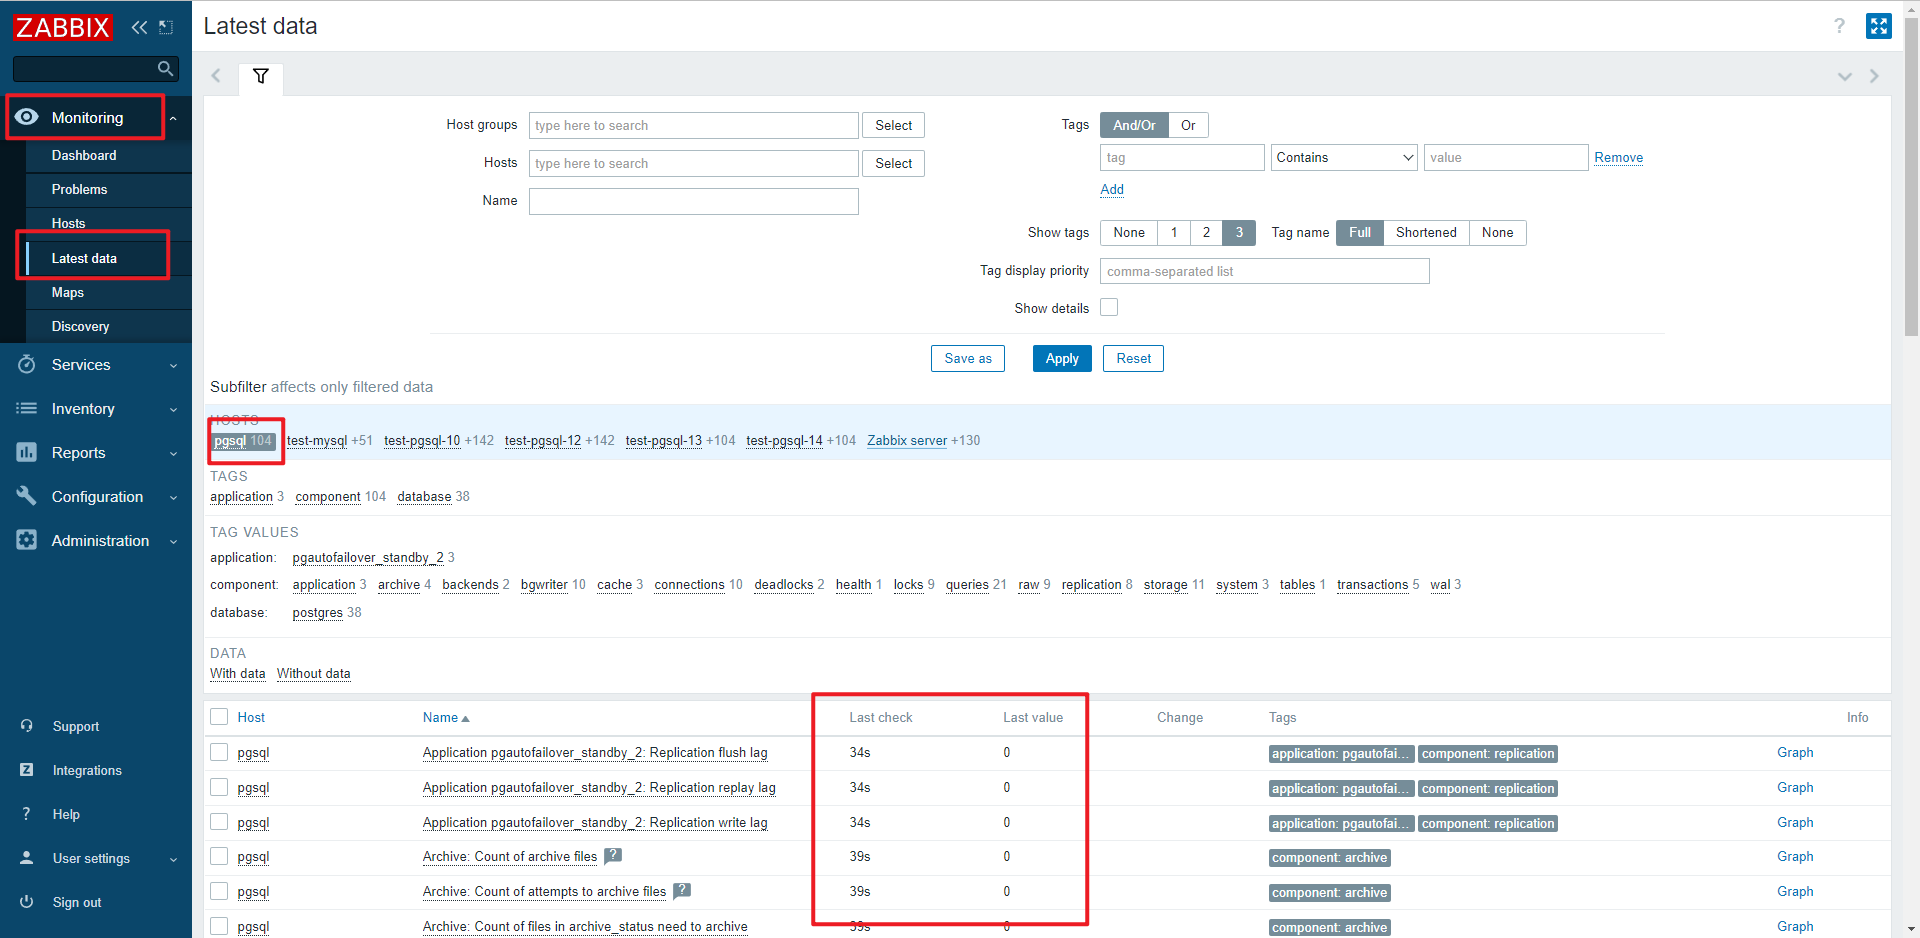 ZABBIX
Monitoring
Dashboard
Problems
Hosts
Latest data
Maps
Discovery
Services
Inventory
Reports
Configuration
Administration
Support
Integrations
Help
User settings
Sign out
Latest data
Host groups type here to search Select
Hosts type here to search Select
Name
Tags And/Or Or
tag Contains value Remove
Add
Show tags None 1 2 3 Tag name Full Shortened None
Tag display priority comma-separated list
Show details
Save as Apply Reset
Subfilter affects only filtered data
HOSTS
pgsql 104 test-mysql +51 test-pgsql-10 +142 test-pgsql-12 +142 test-pgsql-13 +104 test-pgsql-14 +104 Zabbix server +130
TAGS
application 3 component 104 database 38
TAG VALUES
application: pgautofailover_standby_2 3
component: application 3 archive 4 backends 2 bgwriter 10 cache 3 connections 10 deadlocks 2 health 1 locks 9 queries 21 raw 9 replication 8 storage 11 system 3 tables 1 transactions 5 wal 3
database: postgres 38
DATA
With data Without data
Host Name Last check Last value Change Tags Info
pgsql Application pgautofailover_standby_2: Replication flush lag 34s 0 application: pgautofai... component: replication Graph
pgsql Application pgautofailover_standby_2: Replication replay lag 34s 0 application: pgautofai... component: replication Graph
pgsql Application pgautofailover_standby_2: Replication write lag 34s 0 application: pgautofai... component: replication Graph
pgsql Archive: Count of archive files ? 39s 0 component: archive Graph
pgsql Archive: Count of attempts to archive files ? 39s 0 component: archive Graph
pgsql Archive: Count of files in archive_status need to archive 39s 0 component: archive Graph